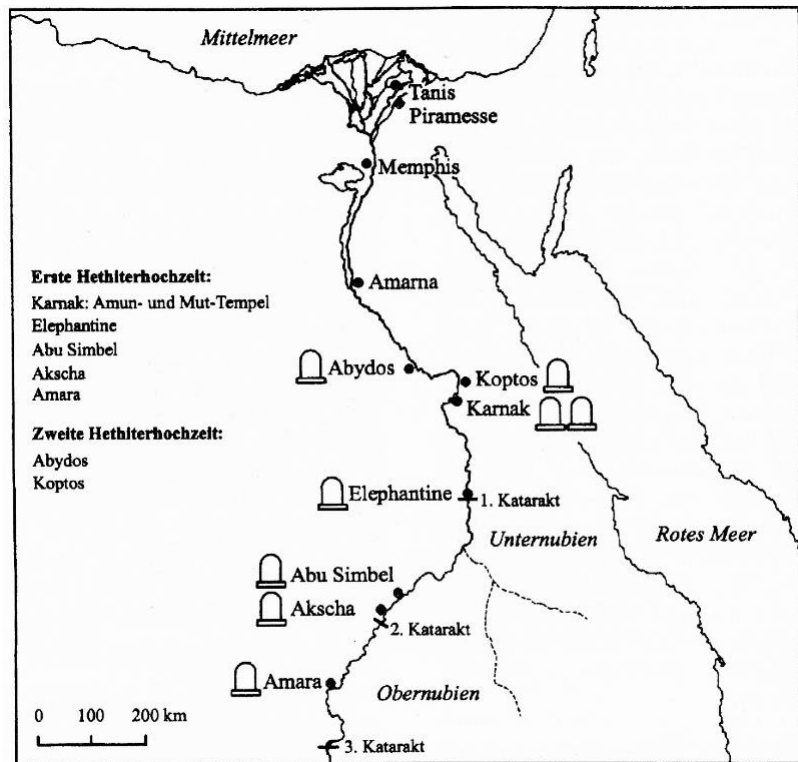 Mittelmeer
Tanis
Piramesse
Memphis
Amarna
Erste Hethiterhochzeit:
Karnak: Amun- und Mut-Tempel
Elephantine
Abu Simbel
Akscha
Amara
Zweite Hethiterhochzeit:
Abydos
Koptos
Abydos
Koptos
Karnak
Elephantine
1. Katarakt
Unternubien
Rotes Meer
Abu Simbel
Akscha
2. Katarakt
Amara
Obernubien
0 100 200 km
3. Katarakt